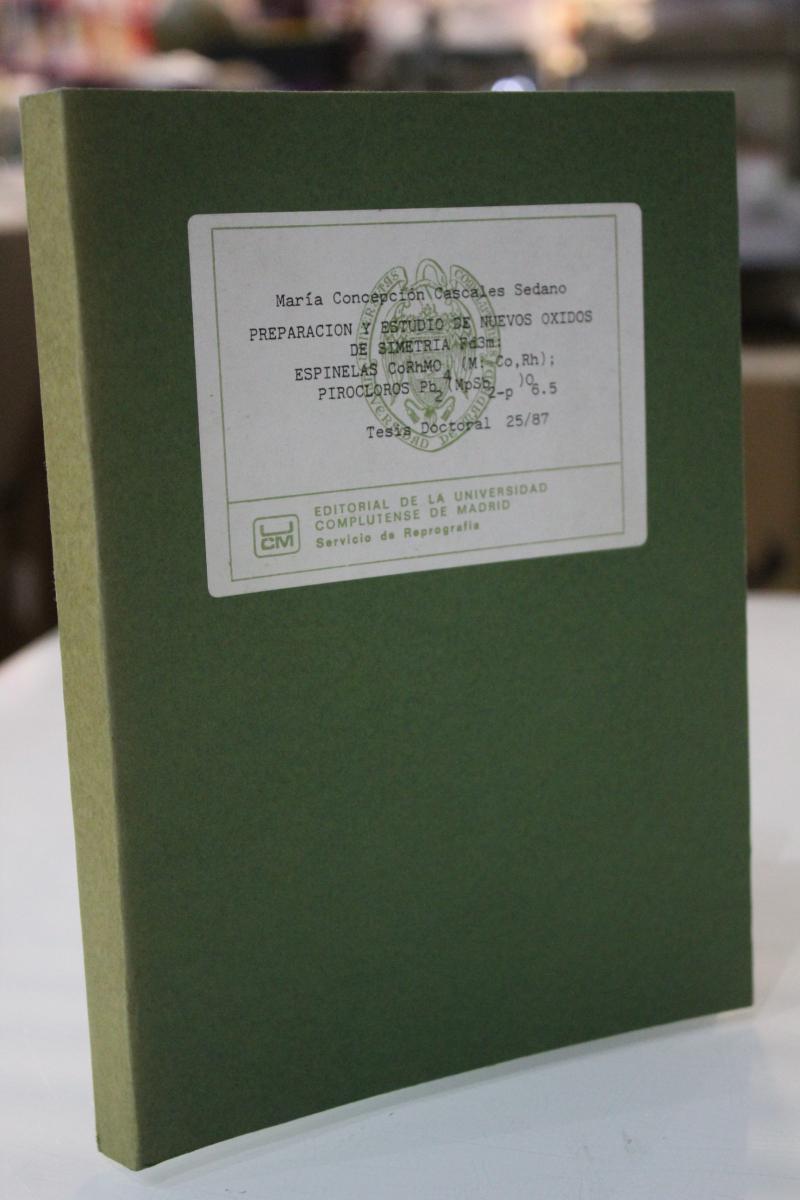 María Concepción Cascales Sedano
PREPARACION Y ESTUDIO DE NUEVOS OXIDOS
DE SIMETRIA Fd3m:
ESPINELAS CoRhMO4 (M: Co,Rh);
PIROCLOROS Pb2(MpSb2-p)O6.5
Tesis Doctoral 25/87
UCM
EDITORIAL DE LA UNIVERSIDAD
COMPLUTENSE DE MADRID
Servicio de Reprografía